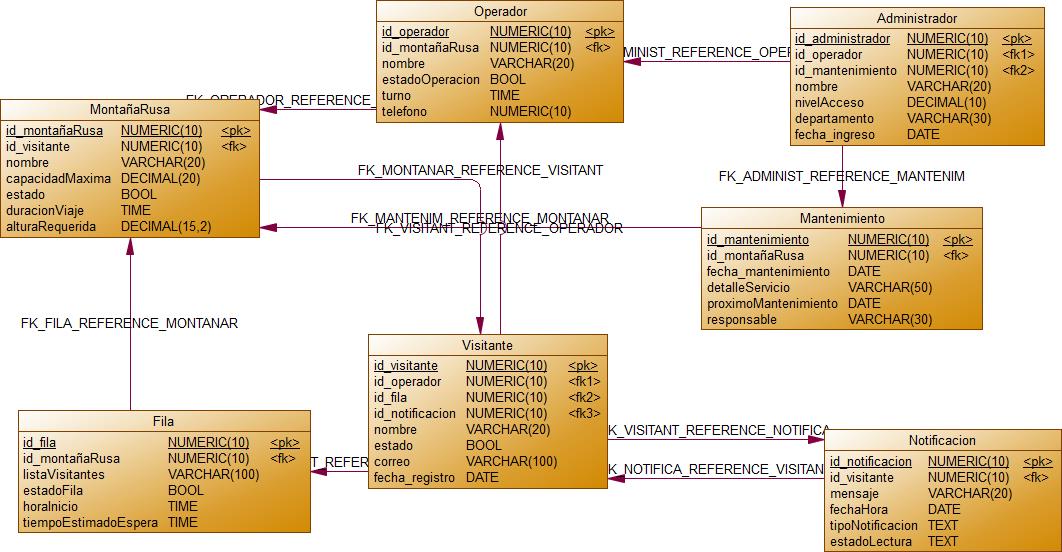 Operador
id_operador NUMERIC(10) <pk>
id_montañaRusa NUMERIC(10) <fk>
nombre VARCHAR(20)
estadoOperacion BOOL
turno TIME
telefono NUMERIC(10)
Administrador
id_administrador NUMERIC(10) <pk>
id_operador NUMERIC(10) <fk1>
id_mantenimiento NUMERIC(10) <fk2>
nombre VARCHAR(20)
nivelAcceso DECIMAL(10)
departamento VARCHAR(30)
fecha_ingreso DATE
MINIST_REFERENCE_OPER
FK_OPERADOR_REFERENCE_
MontañaRusa
id_montañaRusa NUMERIC(10) <pk>
id_visitante NUMERIC(10) <fk>
nombre VARCHAR(20)
capacidadMaxima DECIMAL(20)
estado BOOL
duracionViaje TIME
alturaRequerida DECIMAL(15,2)
FK_MONTANAR_REFERENCE_VISITANT
FK_ADMINIST_REFERENCE_MANTENIM
FK_MANTENIM_REFERENCE_MONTANAR
FK_VISITANT_REFERENCE_OPERADOR
Mantenimiento
id_mantenimiento NUMERIC(10) <pk>
id_montañaRusa NUMERIC(10) <fk>
fecha_mantenimiento DATE
detalleServicio VARCHAR(50)
proximoMantenimiento DATE
responsable VARCHAR(30)
FK_FILA_REFERENCE_MONTANAR
Visitante
id_visitante NUMERIC(10) <pk>
id_operador NUMERIC(10) <fk1>
id_fila NUMERIC(10) <fk2>
id_notificacion NUMERIC(10) <fk3>
nombre VARCHAR(20)
estado BOOL
correo VARCHAR(100)
fecha_registro DATE
Fila
id_fila NUMERIC(10) <pk>
id_montañaRusa NUMERIC(10) <fk>
listaVisitantes VARCHAR(100)
estadoFila BOOL
horaInicio TIME
tiempoEstimadoEspera TIME
T_REFER
K_VISITANT_REFERENCE_NOTIFICA
K_NOTIFICA_REFERENCE_VISITAN
Notificacion
id_notificacion NUMERIC(10) <pk>
id_visitante NUMERIC(10) <fk>
mensaje VARCHAR(20)
fechaHora DATE
tipoNotificacion TEXT
estadoLectura TEXT